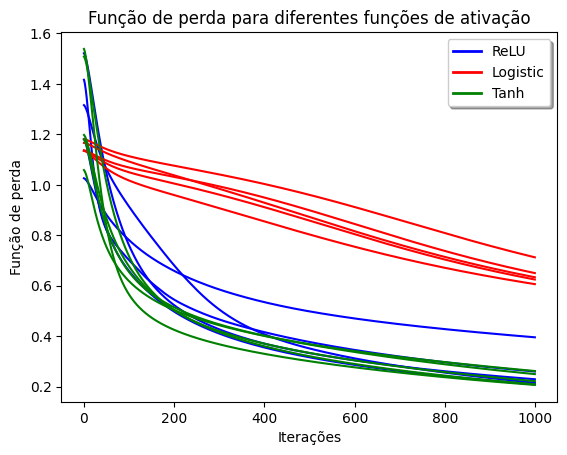 Função de perda para diferentes funções de ativação
ReLU
Logistic
Tanh
Função de perda
1.6
1.4
1.2
1.0
0.8
0.6
0.4
0.2
0 200 400 600 800 1000
Iterações